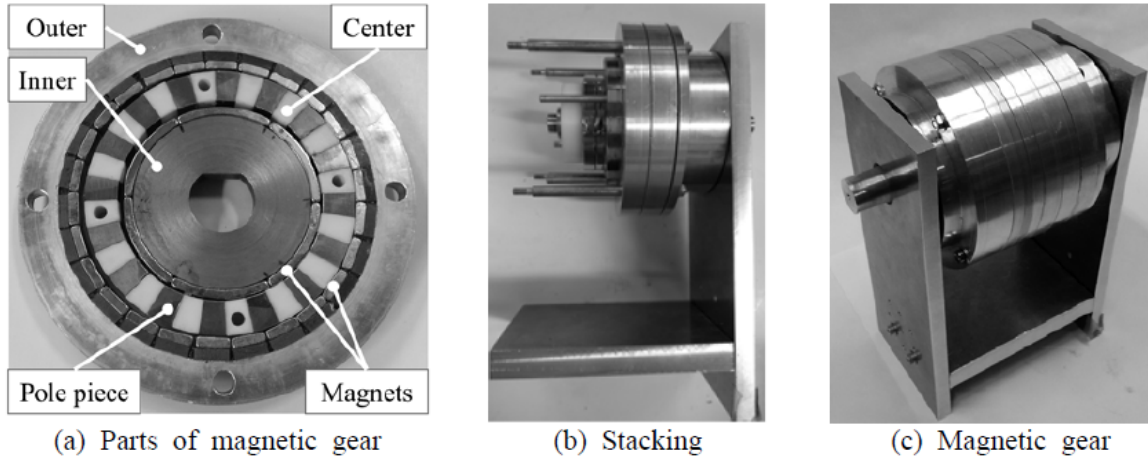 Outer
Center
Inner
Pole piece
Magnets
(a) Parts of magnetic gear
(b) Stacking
(c) Magnetic gear